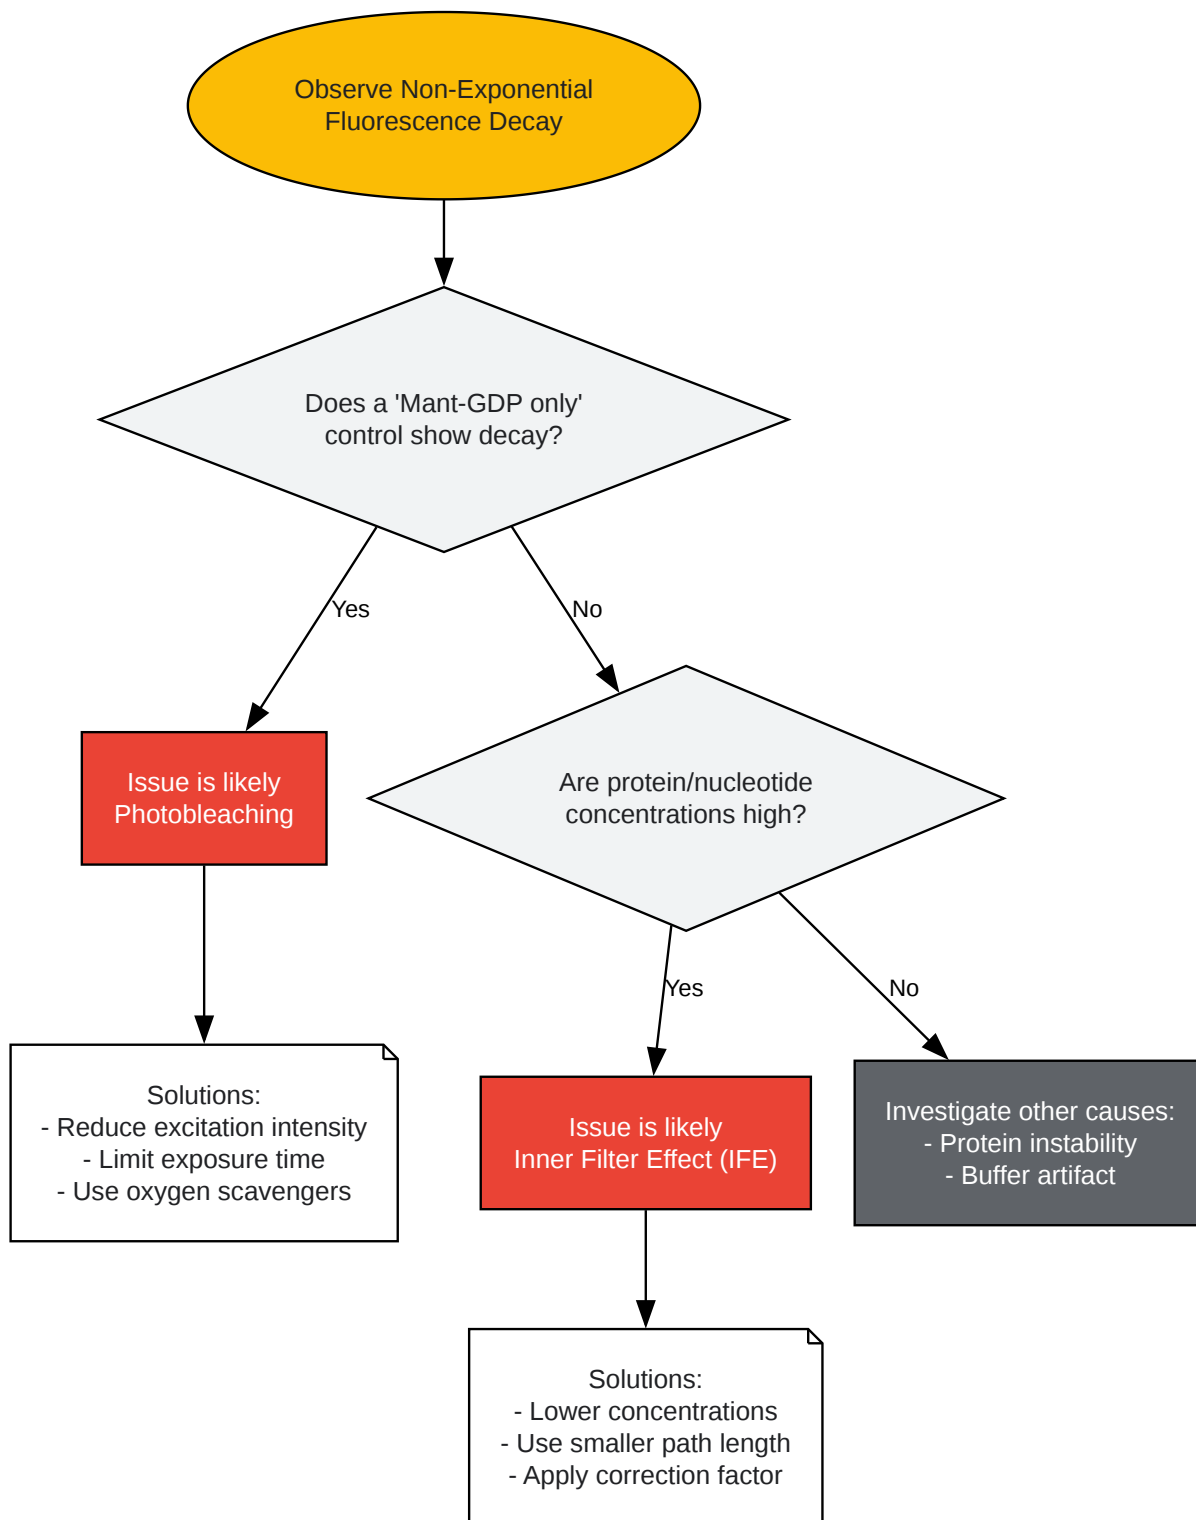 Observe Non-Exponential
Fluorescence Decay
Does a 'Mant-GDP only'
control show decay?
Yes
No
Issue is likely
Photobleaching
Are protein/nucleotide
concentrations high?
Yes
No
Solutions:
- Reduce excitation intensity
- Limit exposure time
- Use oxygen scavengers
Issue is likely
Inner Filter Effect (IFE)
Investigate other causes:
- Protein instability
- Buffer artifact
Solutions:
- Lower concentrations
- Use smaller path length
- Apply correction factor